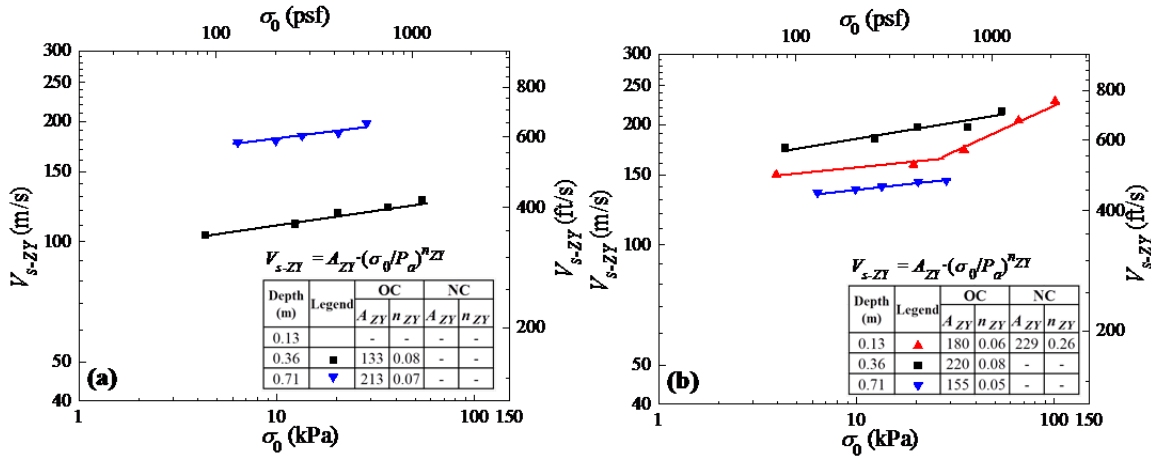 σ0 (psf)
100 1000
300
250
200
150
100
50
40
800
600
400
200
Vs-ZY (m/s)
Vs-ZY (ft/s)
Vs-ZY = AZY·(σ0/Pa)^nZY
Depth (m) Legend OC NC
AZY nZY AZY nZY
0.13 - - - -
0.36 133 0.08 - -
0.71 213 0.07 - -
(a)
1 10 100 150
σ0 (kPa)
σ0 (psf)
100 1000
300
250
200
150
100
50
40
800
600
400
200
Vs-ZY (m/s)
Vs-ZY (ft/s)
Vs-ZY = AZY·(σ0/Pa)^nZY
Depth (m) Legend OC NC
AZY nZY AZY nZY
0.13 180 0.06 229 0.26
0.36 220 0.08 - -
0.71 155 0.05 - -
(b)
1 10 100 150
σ0 (kPa)